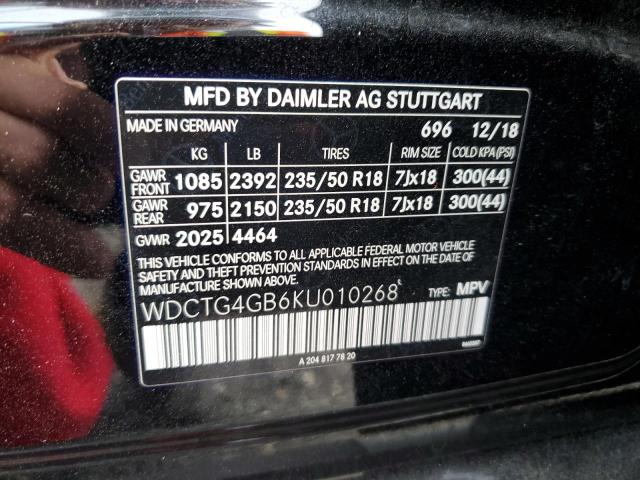 MFD BY DAIMLER AG STUTTGART
MADE IN GERMANY 696 12/18
KG LB TIRES RIM SIZE COLD KPA(PSI)
GAWR FRONT 1085 2392 235/50 R18 7Jx18 300(44)
GAWR REAR 975 2150 235/50 R18 7Jx18 300(44)
GVWR 2025 4464
THIS VEHICLE CONFORMS TO ALL APPLICABLE FEDERAL MOTOR VEHICLE
SAFETY AND THEFT PREVENTION STANDARDS IN EFFECT ON THE DATE OF
MANUFACTURE SHOWN ABOVE.
WDCTG4GB6KU010268 TYPE: MPV
A 204 817 78 20